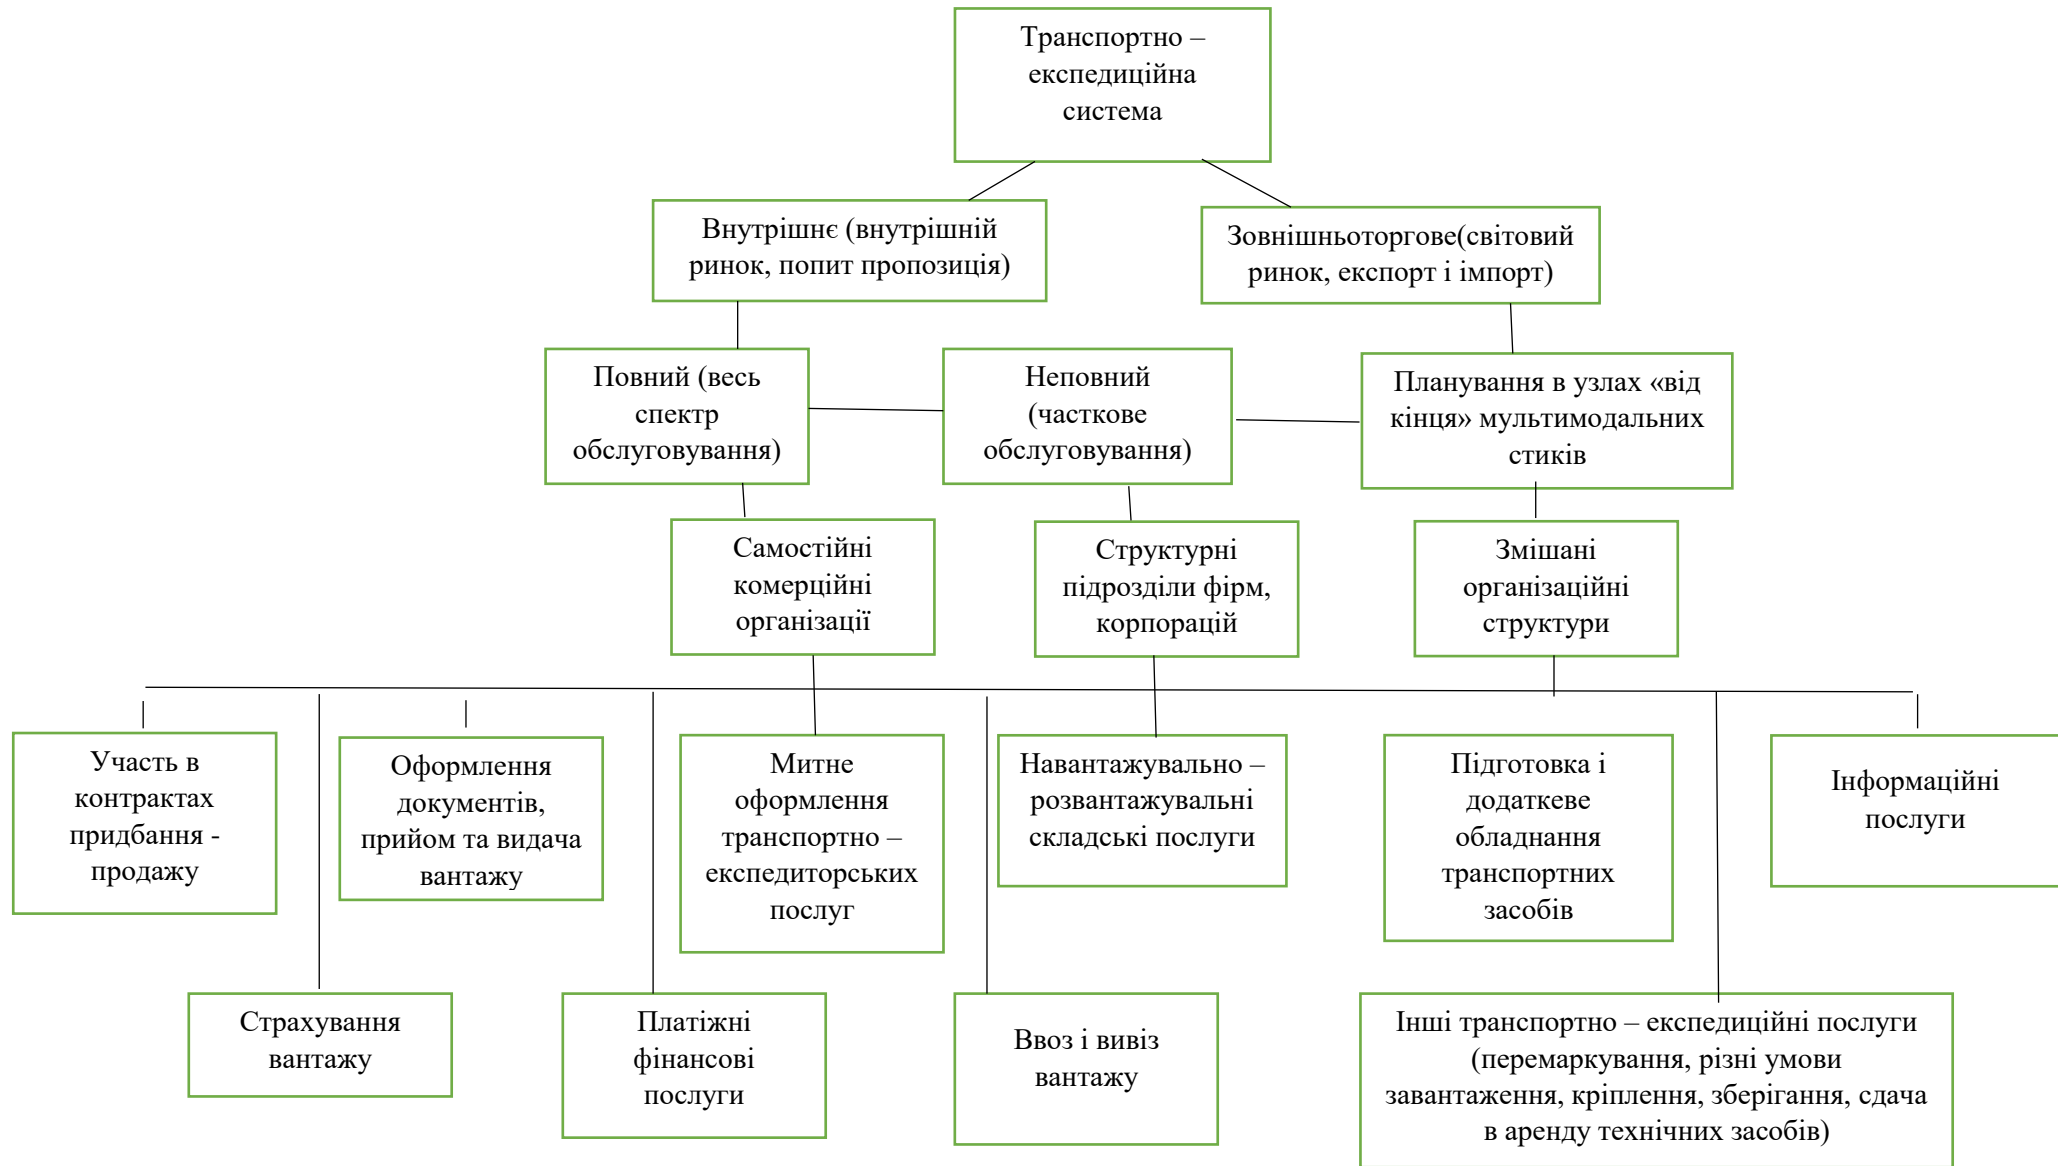 Транспортно –
експедиційна
система
Внутрішнє (внутрішній
ринок, попит пропозиція)
Зовнішньоторгове(світовий
ринок, експорт і імпорт)
Повний (весь
спектр
обслуговування)
Неповний
(часткове
обслуговування)
Планування в узлах «від
кінця» мультимодальних
стиків
Самостійні
комерційні
організації
Структурні
підрозділи фірм,
корпорацій
Змішані
організаційні
структури
Участь в
контрактах
придбання -
продажу
Оформлення
документів,
прийом та видача
вантажу
Митне
оформлення
транспортно –
експедиторських
послуг
Навантажувально –
розвантажувальні
складські послуги
Підготовка і
додаткеве
обладнання
транспортних
засобів
Інформаційні
послуги
Страхування
вантажу
Платіжні
фінансові
послуги
Ввоз і вивіз
вантажу
Інші транспортно – експедиційні послуги
(перемаркування, різні умови
завантаження, кріплення, зберігання, сдача
в аренду технічних засобів)